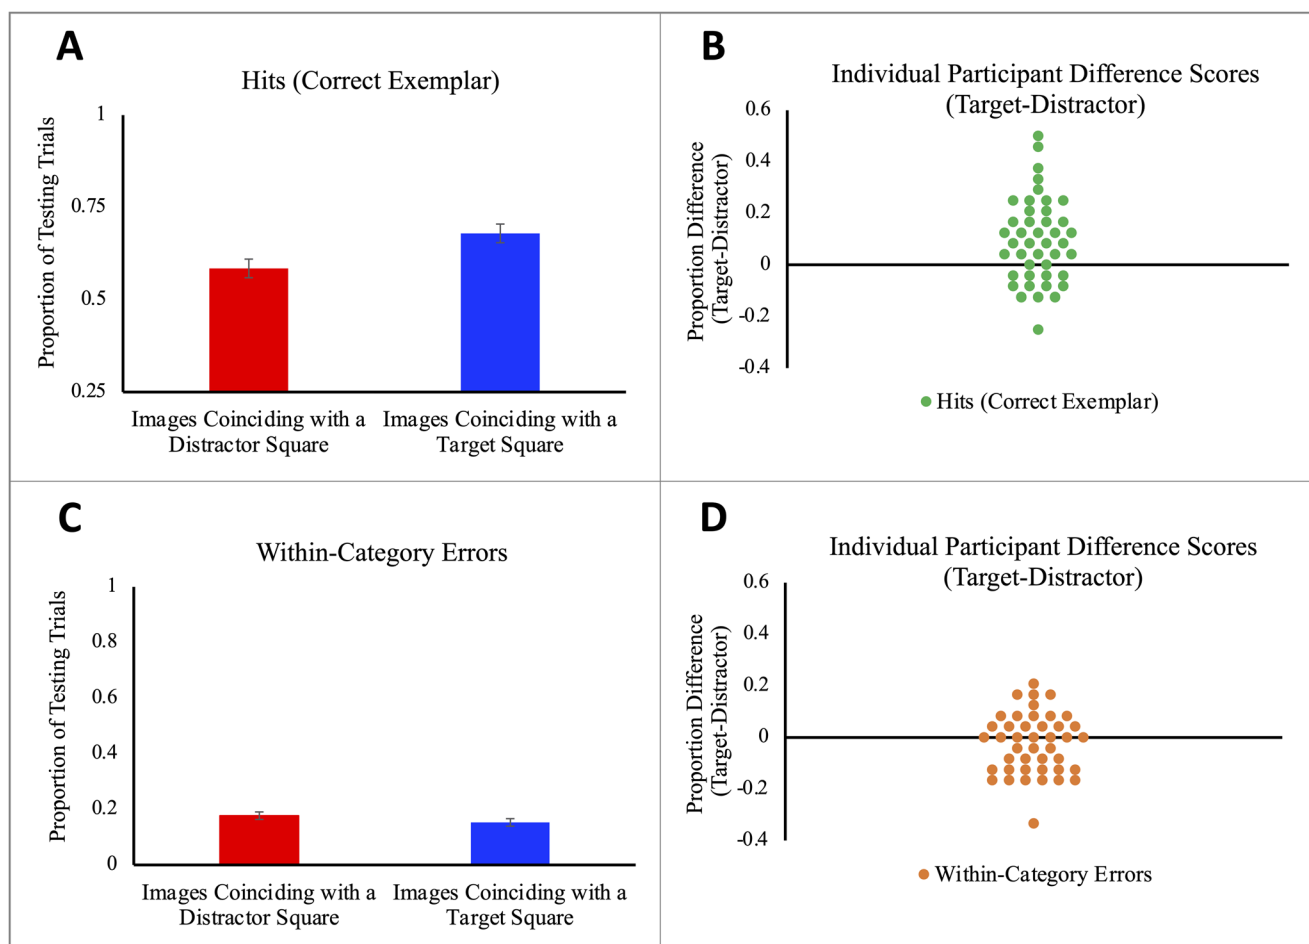 A
Hits (Correct Exemplar)
Proportion of Testing Trials
1
0.75
0.5
0.25
Images Coinciding with a
Distractor Square
Images Coinciding with a
Target Square
B
Individual Participant Difference Scores
(Target-Distractor)
Proportion Difference
(Target-Distractor)
0.6
0.4
0.2
0
-0.2
-0.4
Hits (Correct Exemplar)
C
Within-Category Errors
Proportion of Testing Trials
1
0.8
0.6
0.4
0.2
0
Images Coinciding with a
Distractor Square
Images Coinciding with a
Target Square
D
Individual Participant Difference Scores
(Target-Distractor)
Proportion Difference
(Target-Distractor)
0.6
0.4
0.2
0
-0.2
-0.4
Within-Category Errors